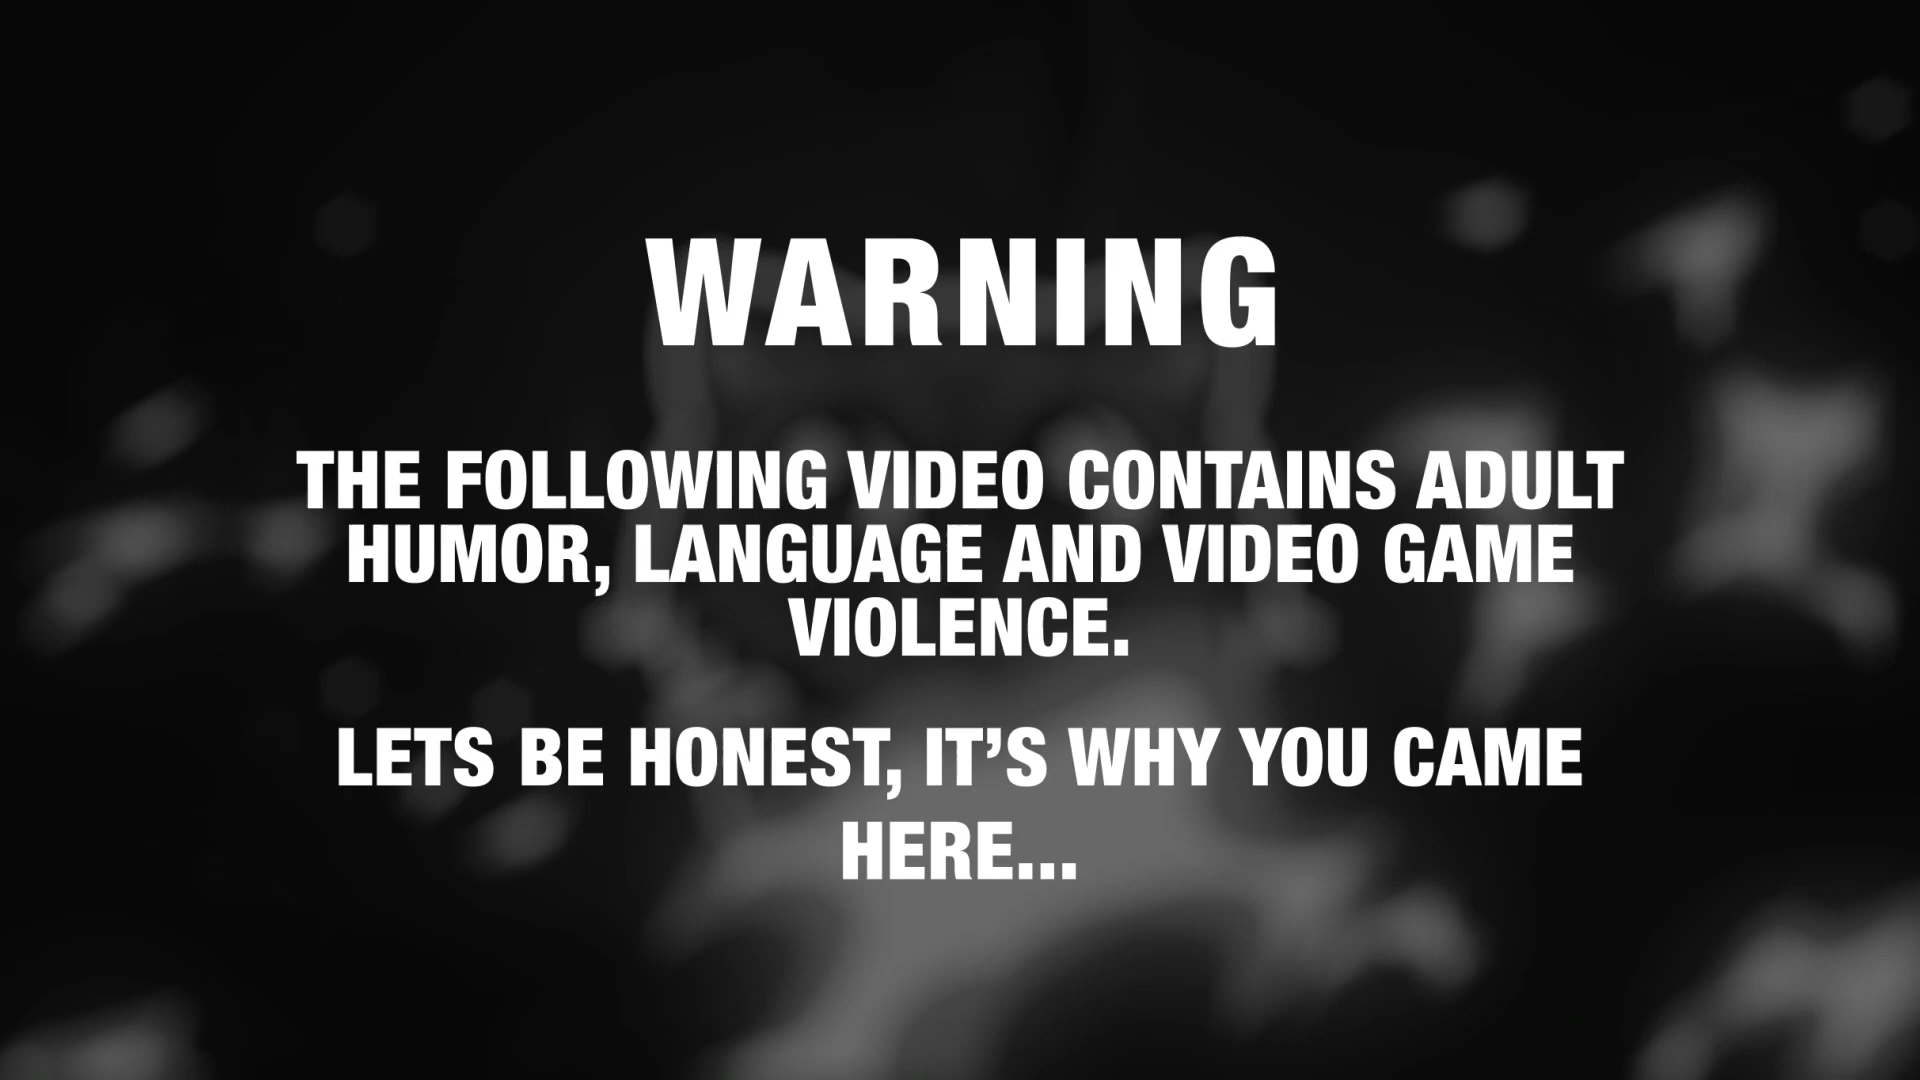 WARNING
THE FOLLOWING VIDEO CONTAINS ADULT
HUMOR, LANGUAGE AND VIDEO GAME
VIOLENCE.
LETS BE HONEST, IT’S WHY YOU CAME
HERE...